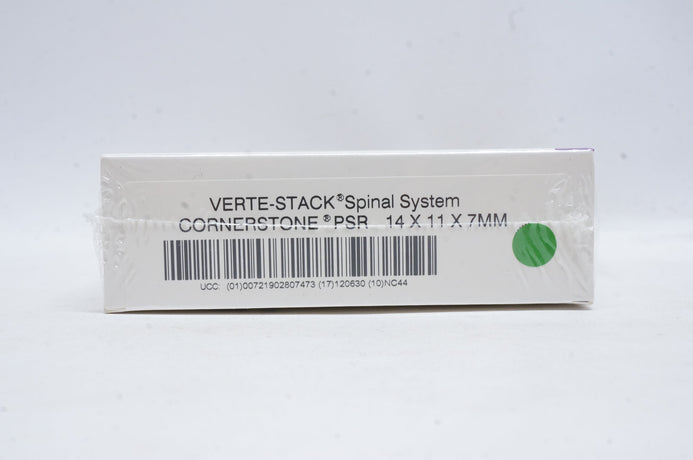 VERTE-STACK® Spinal System
CORNERSTONE® PSR 14 X 11 X 7MM
UCC: (01)00721902807473 (17)120630 (10)NC44